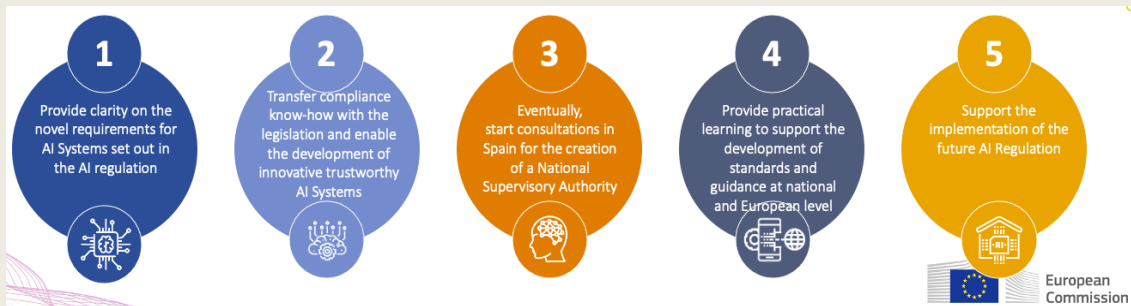 1
Provide clarity on the
novel requirements for
AI Systems set out in
the AI regulation
2
Transfer compliance
know-how with the
legislation and enable
the development of
innovative trustworthy
AI Systems
3
Eventually,
start consultations in
Spain for the creation
of a National
Supervisory Authority
4
Provide practical
learning to support the
development of
standards and
guidance at national
and European level
5
Support the
implementation of the
future AI Regulation
AI
European
Commission